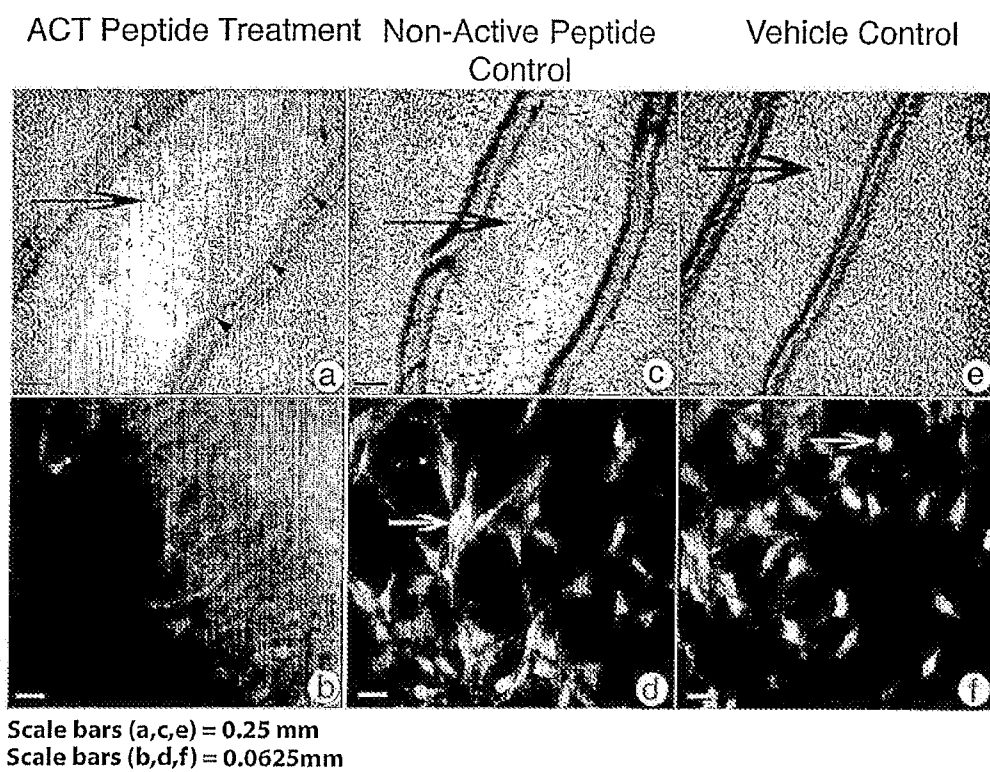 ACT Peptide Treatment
Non-Active Peptide
Control
Vehicle Control
a
c
e
b
d
f
Scale bars (a,c,e) = 0.25 mm
Scale bars (b,d,f) = 0.0625mm